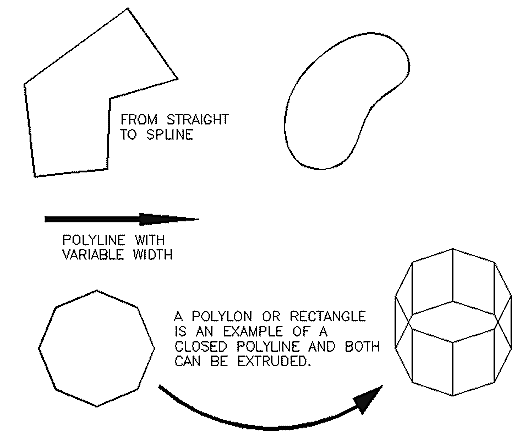 FROM STRAIGHT
TO SPLINE
POLYLINE WITH
VARIABLE WIDTH
A POLYLON OR RECTANGLE
IS AN EXAMPLE OF A
CLOSED POLYLINE AND BOTH
CAN BE EXTRUDED.